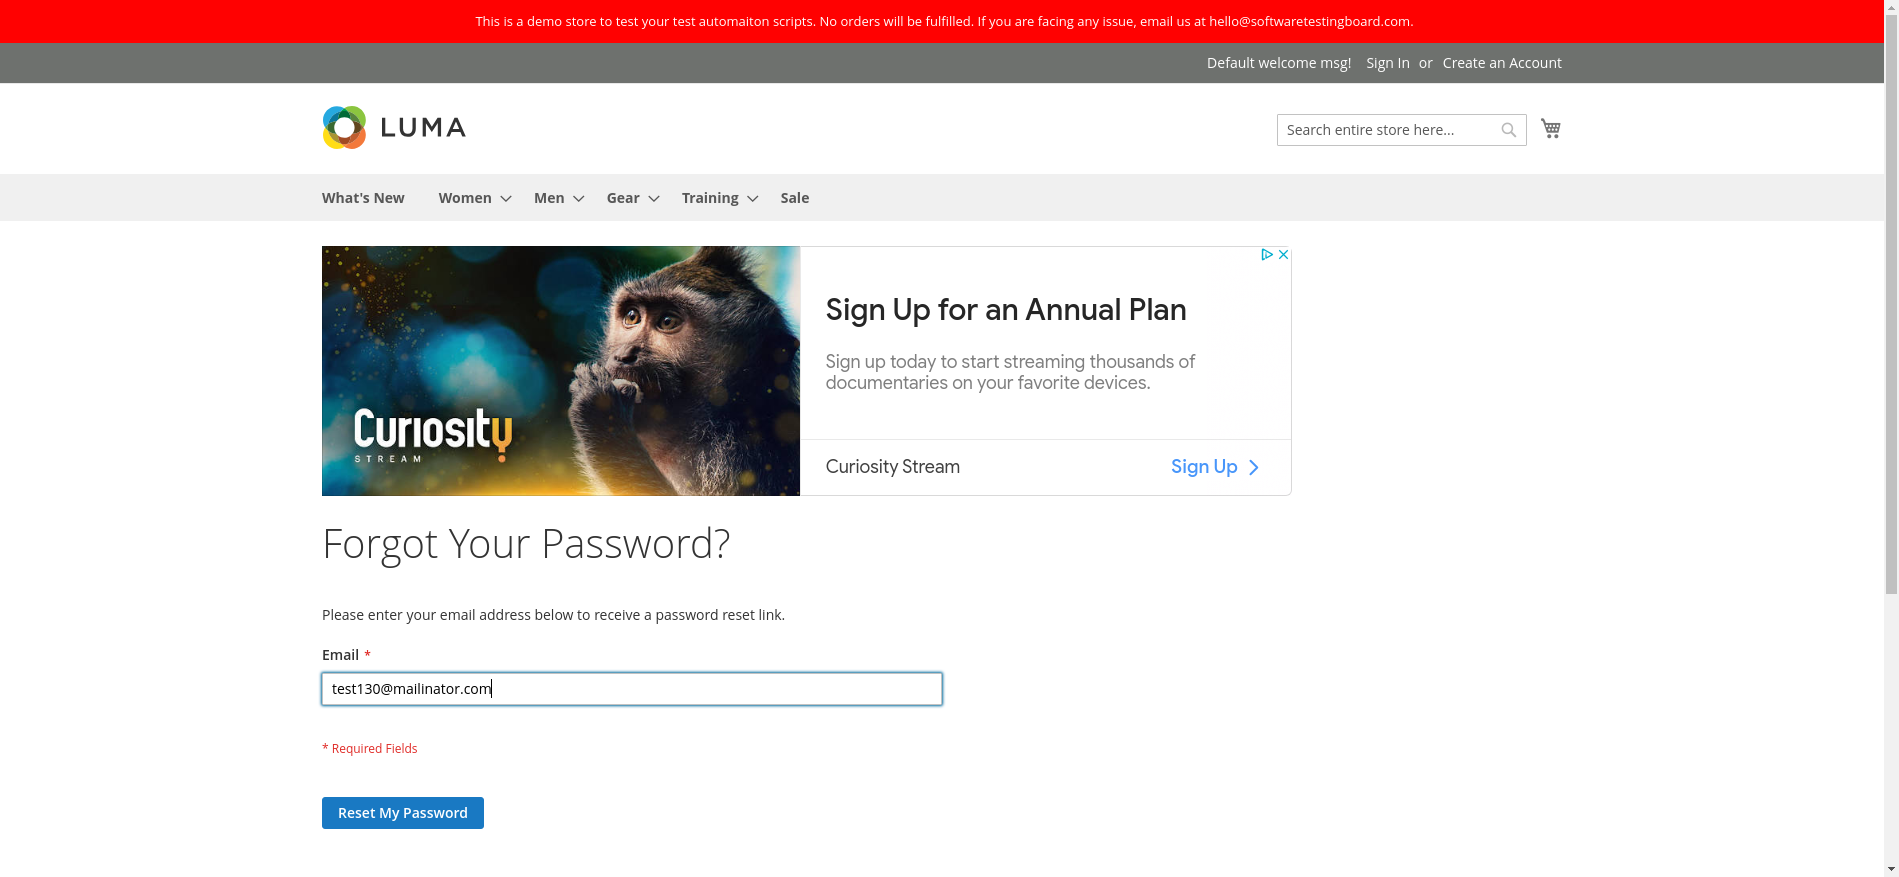 This is a demo store to test your test automaiton scripts. No orders will be fulfilled. If you are facing any issue, email us at hello@softwaretestingboard.com.
Default welcome msg! Sign In or Create an Account
LUMA
Search entire store here...
What's New Women Men Gear Training Sale
Curiosity
STREAM
Sign Up for an Annual Plan
Sign up today to start streaming thousands of
documentaries on your favorite devices.
Curiosity Stream
Sign Up
Forgot Your Password?
Please enter your email address below to receive a password reset link.
Email *
test130@mailinator.com
* Required Fields
Reset My Password